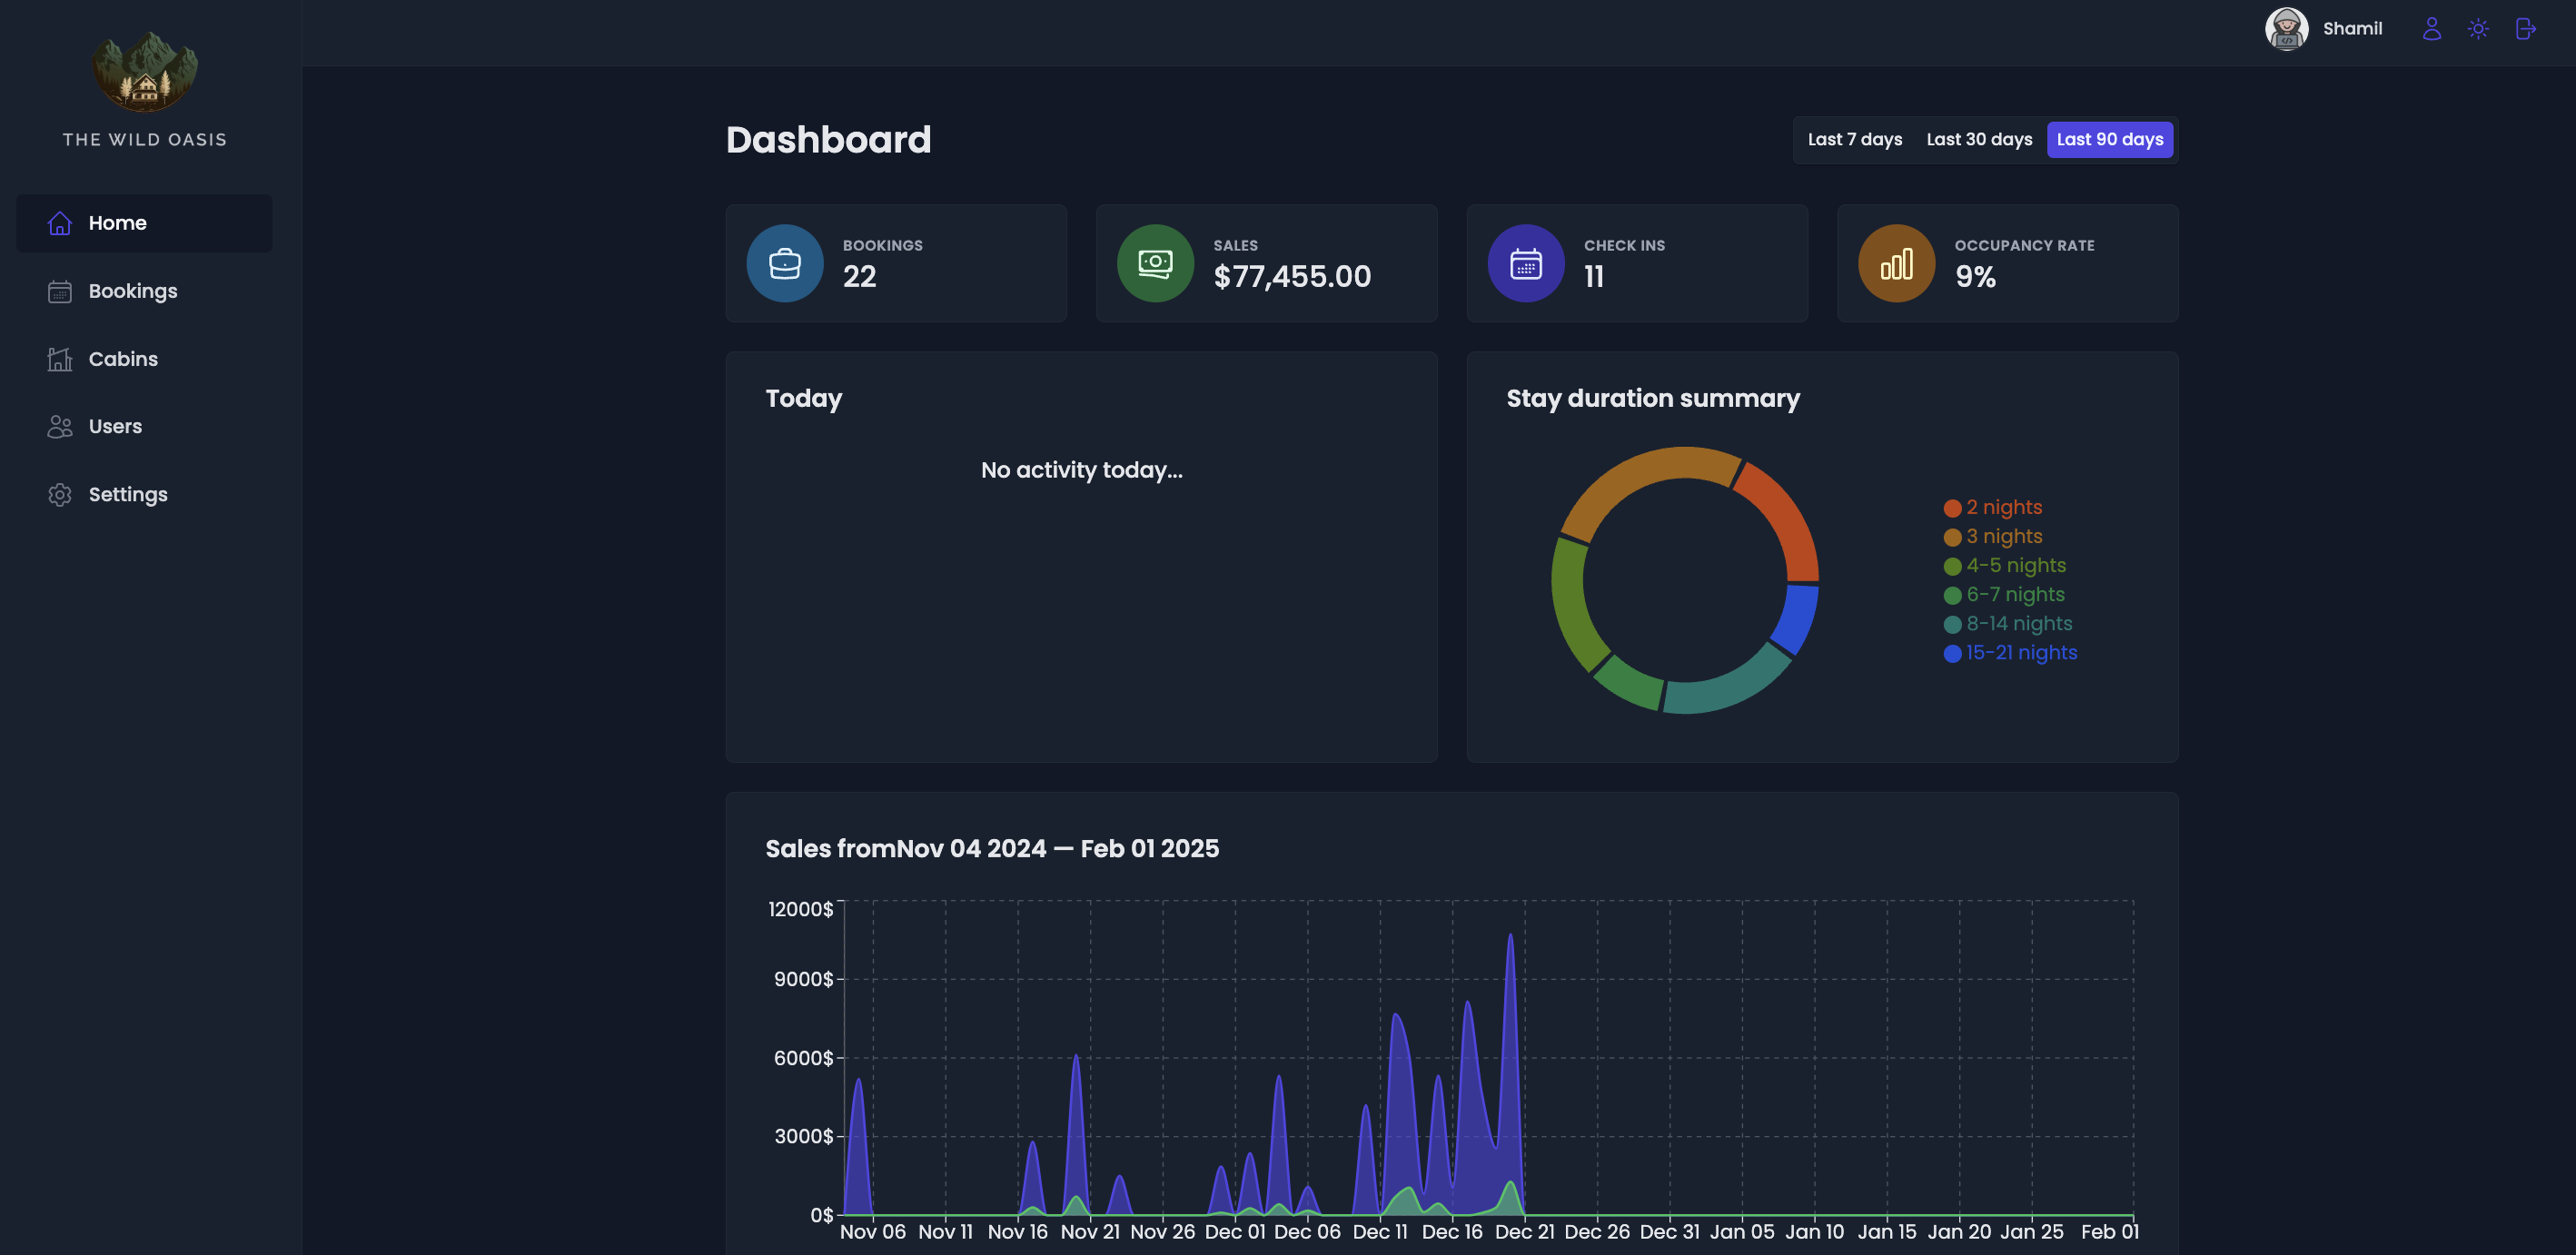 THE WILD OASIS
Home
Bookings
Cabins
Users
Settings
Shamil
Dashboard
Last 7 days Last 30 days Last 90 days
BOOKINGS
22
SALES
$77,455.00
CHECK INS
11
OCCUPANCY RATE
9%
Today
No activity today...
Stay duration summary
2 nights
3 nights
4-5 nights
6-7 nights
8-14 nights
15-21 nights
Sales fromNov 04 2024 — Feb 01 2025
12000$
9000$
6000$
3000$
0$
Nov 06 Nov 11 Nov 16 Nov 21 Nov 26 Dec 01 Dec 06 Dec 11 Dec 16 Dec 21 Dec 26 Dec 31 Jan 05 Jan 10 Jan 15 Jan 20 Jan 25 Feb 01